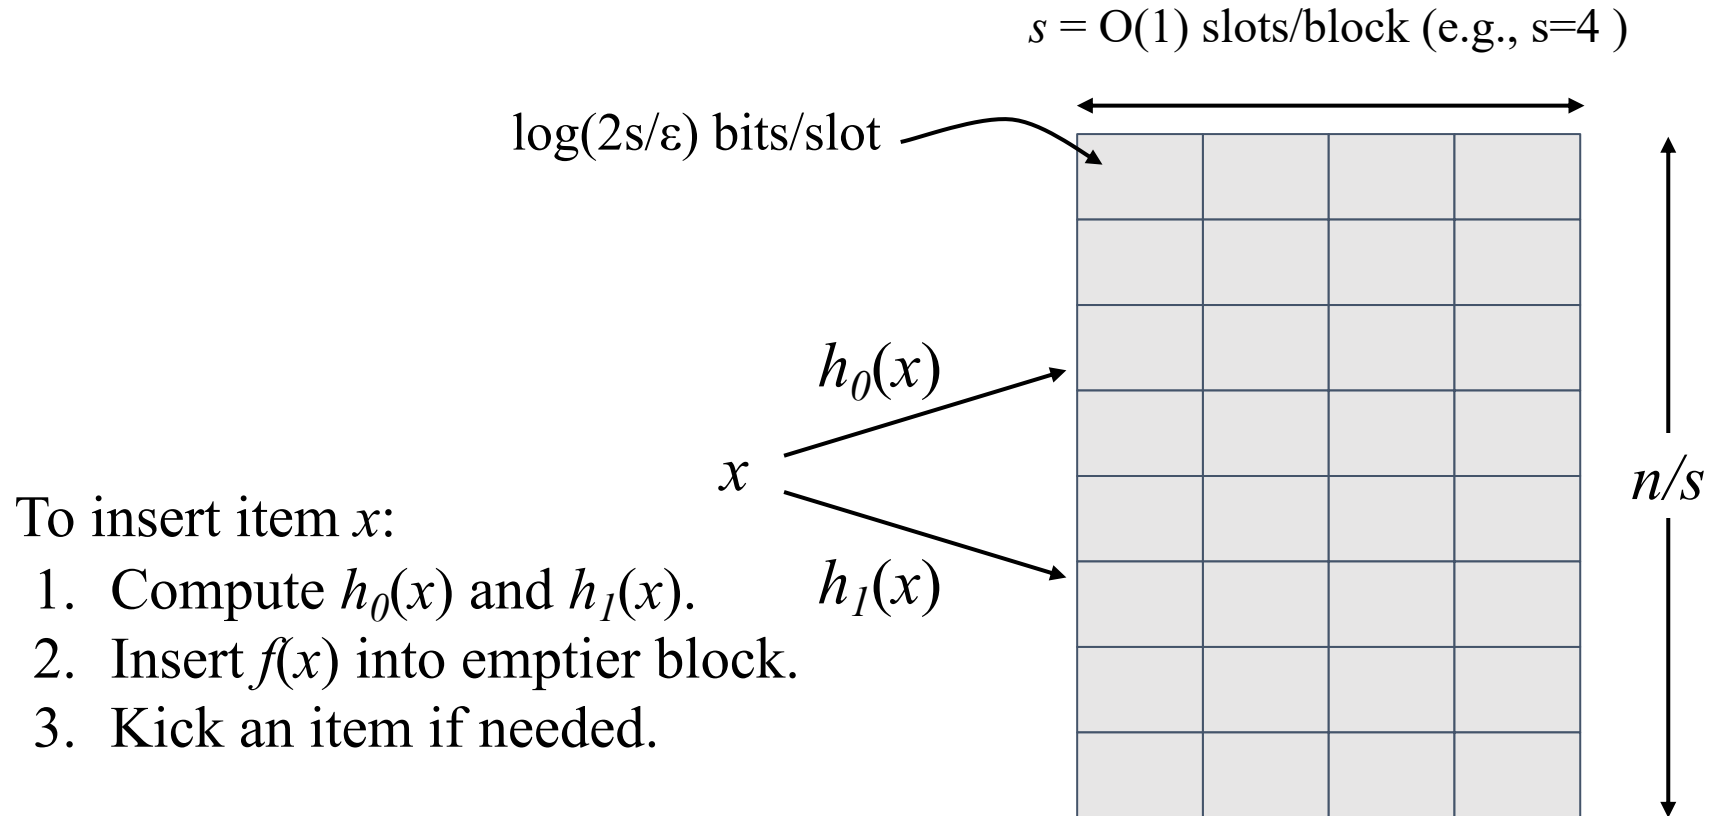 s = O(1) slots/block (e.g., s=4 )
log(2s/ε) bits/slot
h₀(x)
x
n/s
h₁(x)
To insert item x:
1. Compute h₀(x) and h₁(x).
2. Insert f(x) into emptier block.
3. Kick an item if needed.